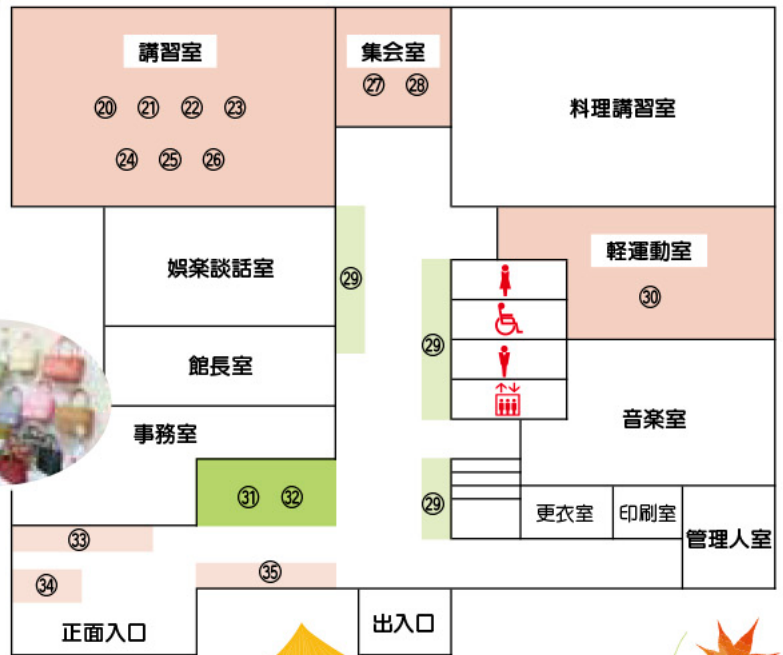 講習室
⑳ ㉑ ㉒ ㉓
㉔ ㉕ ㉖
集会室
㉗ ㉘
料理講習室
娯楽談話室
㉙
軽運動室
㉚
㉙
館長室
音楽室
事務室
㉛ ㉜
㉙
更衣室
印刷室
管理人室
㉝
㉞
㉟
正面入口
出入口